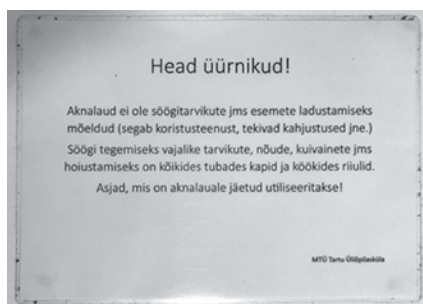 Head üürnikud!
Aknalaud ei ole söögitarvikute jms esemete ladustamiseks
mõeldud (segab koristusteenust, tekivad kahjustused jne.)
Söögi tegemiseks vajalike tarvikute, nõude, kuivainete jms
hoiustamiseks on kõikides tubades kapid ja köökides riiulid.
Asjad, mis on aknalauale jäetud utiliseeritakse!
MTÜ Tartu Üliõpilasküla